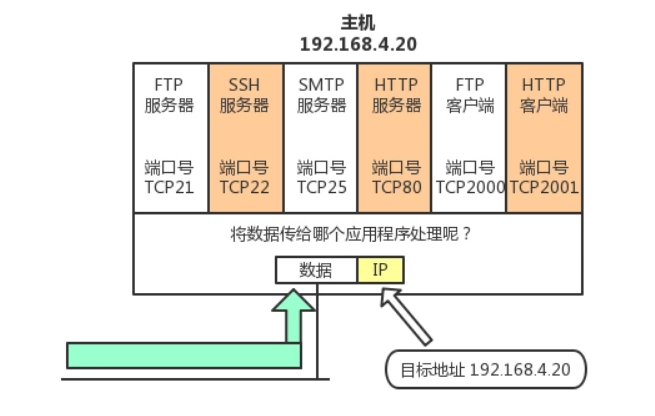 主机
192.168.4.20
FTP
服务器
端口号
TCP21
SSH
服务器
端口号
TCP22
SMTP
服务器
端口号
TCP25
HTTP
服务器
端口号
TCP80
FTP
客户端
端口号
TCP2000
HTTP
客户端
端口号
TCP2001
将数据传给哪个应用程序处理呢？
数据
IP
目标地址 192.168.4.20